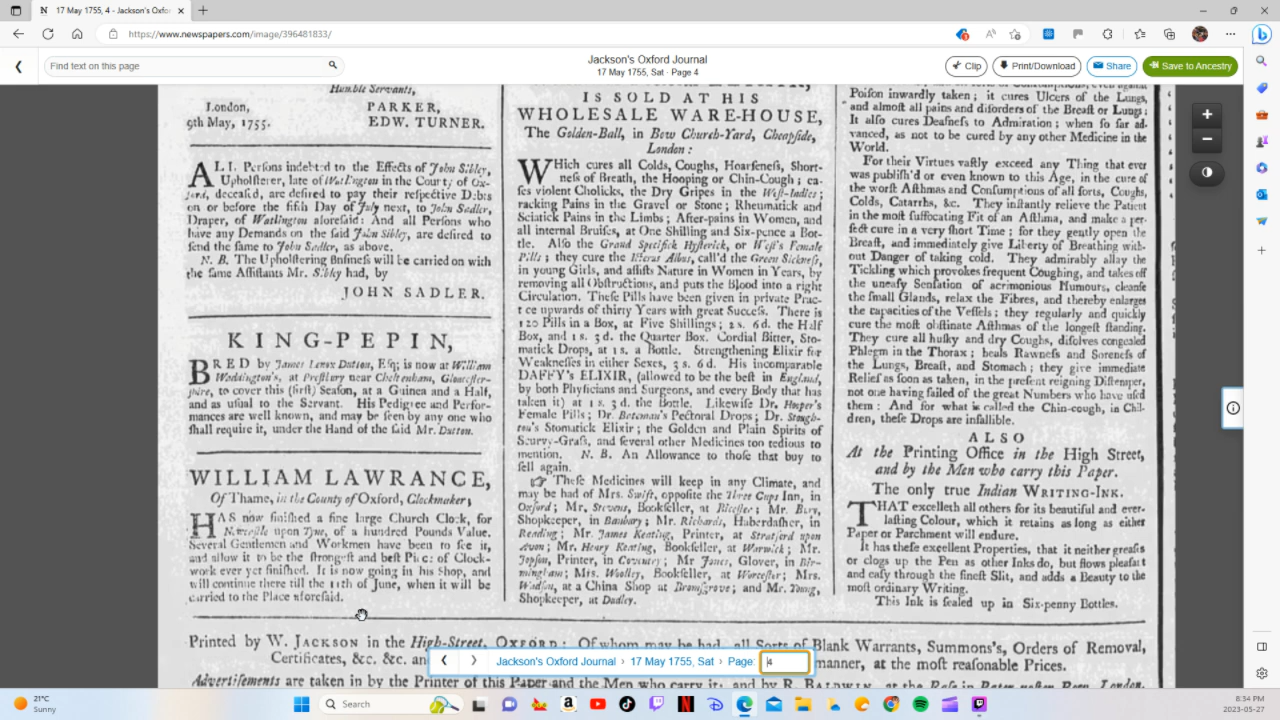 17 May 1755, 4 - Jackson's Oxford Jo
https://www.newspapers.com/image/396481833/
Find text on this page
Jackson's Oxford Journal
17 May 1755, Sat · Page 4
Clip
Print/Download
Share
Save to Ancestry
Humble Servants,
London, PARKER,
9th May, 1755. EDW. TURNER.
ALL Persons indebted to the Effects of John Sibley,
Upholsterer, late of Watlington in the County of Ox-
ford, deceased, are desired to pay their respective Debts
on or before the fifth Day of July next, to John Sadler,
Draper, of Watlington aforesaid: And all Persons who
have any Demands on the said John Sibley, are desired to
send the same to John Sadler, as above.
N. B. The Upholstering Business will be carried on with
the same Assistants Mr. Sibley had, by
JOHN SADLER.
KING-PEPIN,
BRED by James Lenox Dutton, Esq; is now at William
Weddington's, at Prestbury near Cheltenham, Gloucester-
shire, to cover this (first) Season, at a Guinea and a Half,
and as usual to the Servant. His Pedigree and Perfor-
mances are well known, and may be seen by any one who
shall require it, under the Hand of the said Mr. Dutton.
WILLIAM LAWRANCE,
Of Thame, in the County of Oxford, Clockmaker,
HAS now finished a fine large Church Clock, for
Newcastle upon Tyne, of a hundred Pounds Value.
Several Gentlemen and Workmen have been to see it,
and allow it to be the strongest and best Piece of Clock-
work ever yet finished. It is now going in his Shop, and
will continue there till the 11th of June, when it will be
carried to the Place aforesaid.
IS SOLD AT HIS
WHOLESALE WARE-HOUSE,
The Golden-Ball, in Bow Church-Yard, Cheapside,
London:
WHich cures all Colds, Coughs, Hoarseness, Short-
ness of Breath, the Hooping or Chin-Cough; ea-
ses violent Cholicks, the Dry Gripes in the West-Indies;
racking Pains in the Gravel or Stone; Rheumatick and
Sciatick Pains in the Limbs; After-pains in Women, and
all internal Bruises, at One Shilling and Six-pence a Bot-
tle. Also the Grand Specifick Hysterick, or West's Female
Pills; they cure the Icterus Albus, call'd the Green Sickness,
in young Girls, and assists Nature in Women in Years, by
removing all Obstructions, and puts the Blood into a right
Circulation. These Pills have been given in private Prac-
tice upwards of thirty Years with great Success. There is
120 Pills in a Box, at Five Shillings; 2 s. 6 d. the Half
Box, and 1 s. 3 d. the Quarter Box. Cordial Bitter, Sto-
matick Drops, at 1 s. a Bottle. Strengthening Elixir for
Weaknesses in either Sexes, 3 s. 6 d. His incomparable
DAFFY's ELIXIR, (allowed to be the best in England,
by both Physicians and Surgeons, and every Body that has
taken it) at 1 s. 3 d. the Bottle. Likewise Dr. Hooper's
Female Pills; Dr. Bateman's Pectoral Drops; Dr. Stough-
ton's Stomatick Elixir; the Golden and Plain Spirits of
Scurvy-Grass, and several other Medicines too tedious to
mention. N. B. An Allowance to those that buy to
sell again.
☞ These Medicines will keep in any Climate, and
may be had of Mrs. Swift, opposite the Three Cups Inn, in
Oxford; Mr. Stevens, Bookseller, at Bicester; Mr. Bury,
Shopkeeper, in Banbury; Mr. Richards, Haberdasher, in
Reading; Mr. James Keating, Printer, at Stratford upon
Avon; Mr. Henry Keating, Bookseller, at Warwick; Mr.
Jopson, Printer, in Coventry; Mr Jones, Glover, in Bir-
mingham; Mrs. Woolley, Bookseller, at Worcester; Mrs.
at a China Shop at Bromsgrove; and Mr. Young,
Shopkeeper, at Dudley.
Poison inwardly taken; it cures Ulcers of the Lungs,
and almost all pains and disorders of the Breast or Lungs:
It also cures Deafness to Admiration; when so far ad-
vanced, as not to be cured by any other Medicine in the
World.
For their Virtues vastly exceed any Thing that ever
was publish'd or even known to this Age, in the cure of
the worst Asthmas and Consumptions of all sorts, Coughs,
Colds, Catarrhs, &c. They instantly relieve the Patient
in the most suffocating Fit of an Asthma, and make a per-
fect cure in a very short Time; for they gently open the
Breast, and immediately give Liberty of Breathing with-
out Danger of taking cold. They admirably allay the
Tickling which provokes frequent Coughing, and takes off
the uneasy Sensation of acrimonious Humours, cleanse
the small Glands, relax the Fibres, and thereby enlarges
the capacities of the Vessels; they regularly and quickly
cure the most obstinate Asthmas of the longest standing.
They cure all husky and dry Coughs, disolves congealed
Phlegm in the Thorax; heals Rawness and Soreness of
the Lungs, Breast, and Stomach; they give immediate
Relief as soon as taken, in the present reigning Distemper,
not one having failed of the great Numbers who have used
them: And for what is called the Chin-cough, in Chil-
dren, these Drops are infallible.
ALSO
At the Printing Office in the High Street,
and by the Men who carry this Paper.
The only true Indian WRITING-INK.
THAT excelleth all others for its beautiful and ever-
lasting Colour, which it retains as long as either
Paper or Parchment will endure.
It has these excellent Properties, that it neither greases
or clogs up the Pen as other Inks do, but flows pleasant
and easy through the finest Slit, and adds a Beauty to the
most ordinary Writing.
This Ink is sealed up in Six-penny Bottles.
Printed by W. JACKSON in the High-Street, OXFORD: Of whom may be had, all Sorts of Blank Warrants, Summons's, Orders of Removal,
Certificates, &c. &c. an manner, at the most reasonable Prices.
Jackson's Oxford Journal › 17 May 1755, Sat › Page: 4
Advertisements are taken in by the Printer of this Paper and the Men who carry it; and by R. BALDWIN, at the Rose in Pater-noster Row, London.
21°C
Sunny
Search
8:34 PM
2023-05-27